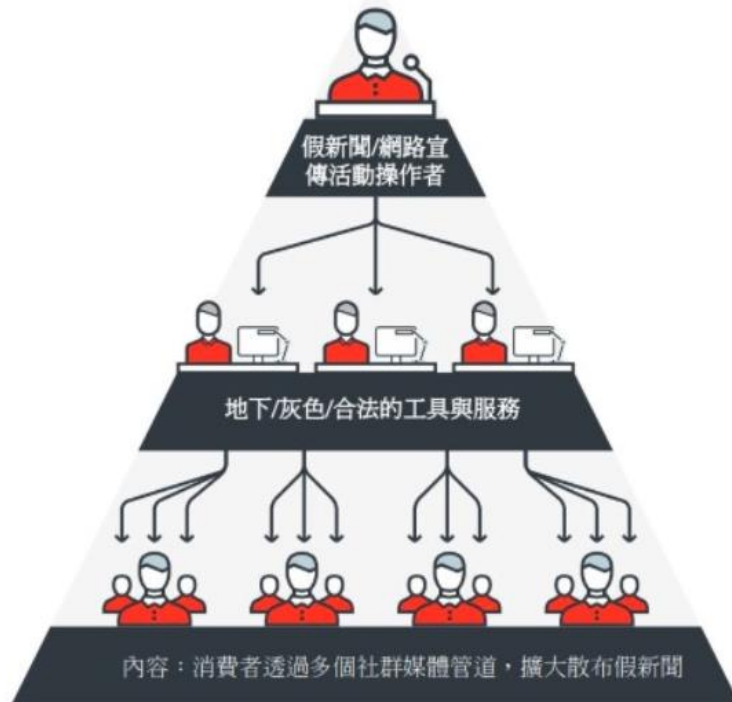 假新聞/網路宣
傳活動操作者
地下/灰色/合法的工具與服務
內容：消費者透過多個社群媒體管道，擴大散布假新聞